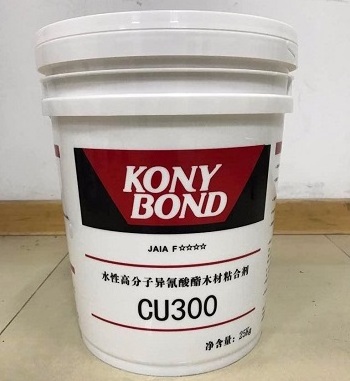 KONY
BOND
JAIA F☆☆☆☆
水性高分子异氰酸酯木材粘合剂
CU300
净含量: 25Kg